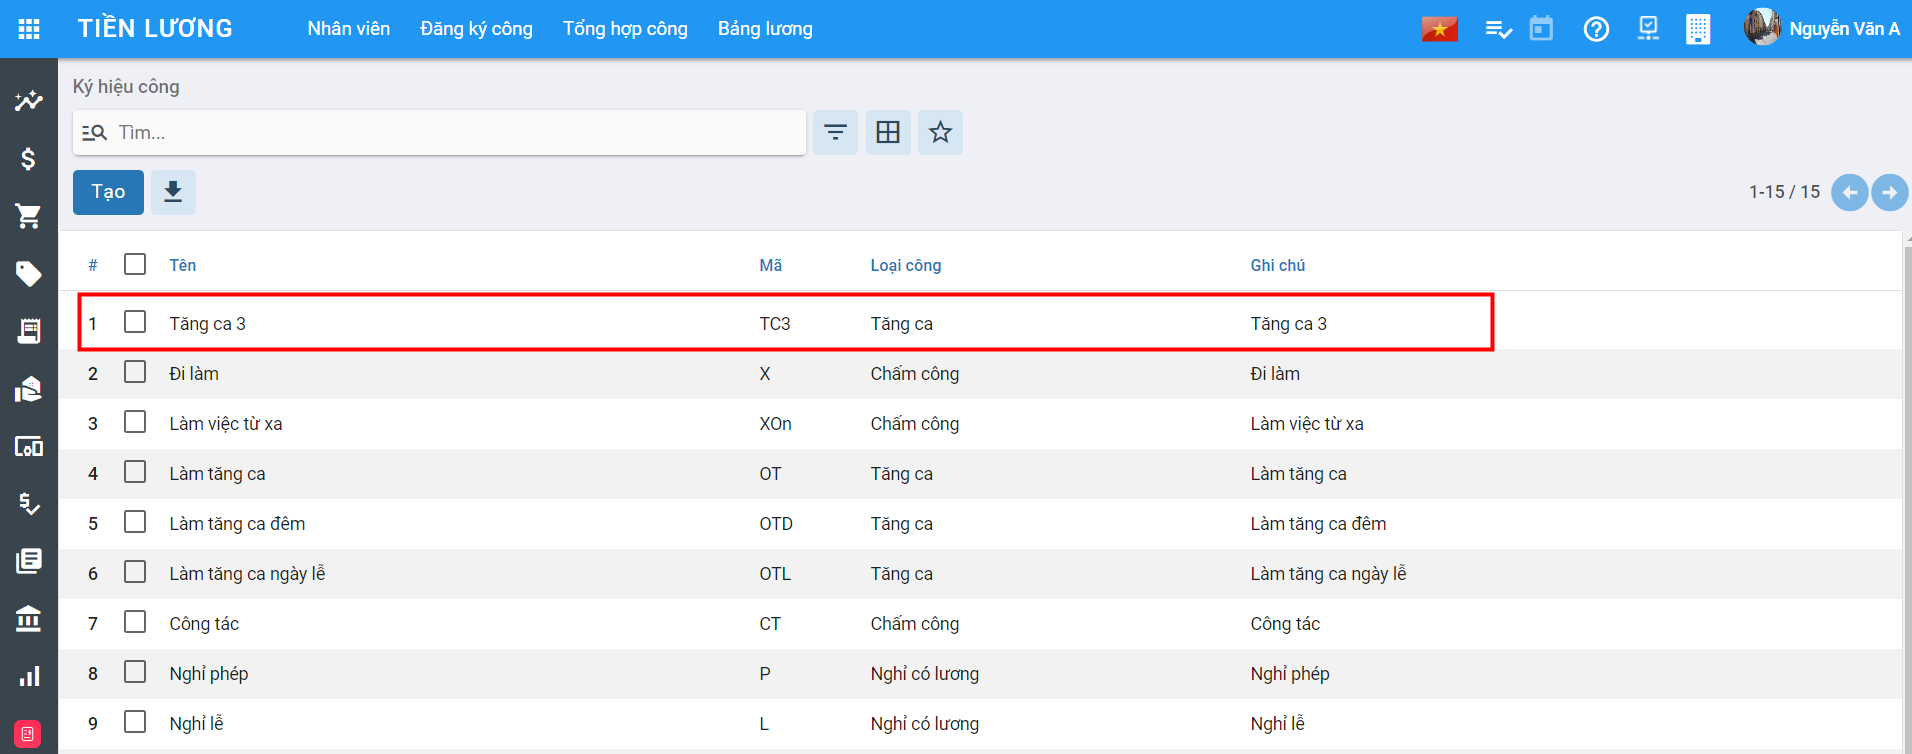 TIỀN LƯƠNG Nhân viên Đăng ký công Tổng hợp công Bảng lương Nguyễn Văn A
Ký hiệu công
Tìm...
Tạo 1-15 / 15
# Tên Mã Loại công Ghi chú
1 Tăng ca 3 TC3 Tăng ca Tăng ca 3
2 Đi làm X Chấm công Đi làm
3 Làm việc từ xa XOn Chấm công Làm việc từ xa
4 Làm tăng ca OT Tăng ca Làm tăng ca
5 Làm tăng ca đêm OTD Tăng ca Làm tăng ca đêm
6 Làm tăng ca ngày lễ OTL Tăng ca Làm tăng ca ngày lễ
7 Công tác CT Chấm công Công tác
8 Nghỉ phép P Nghỉ có lương Nghỉ phép
9 Nghỉ lễ L Nghỉ có lương Nghỉ lễ